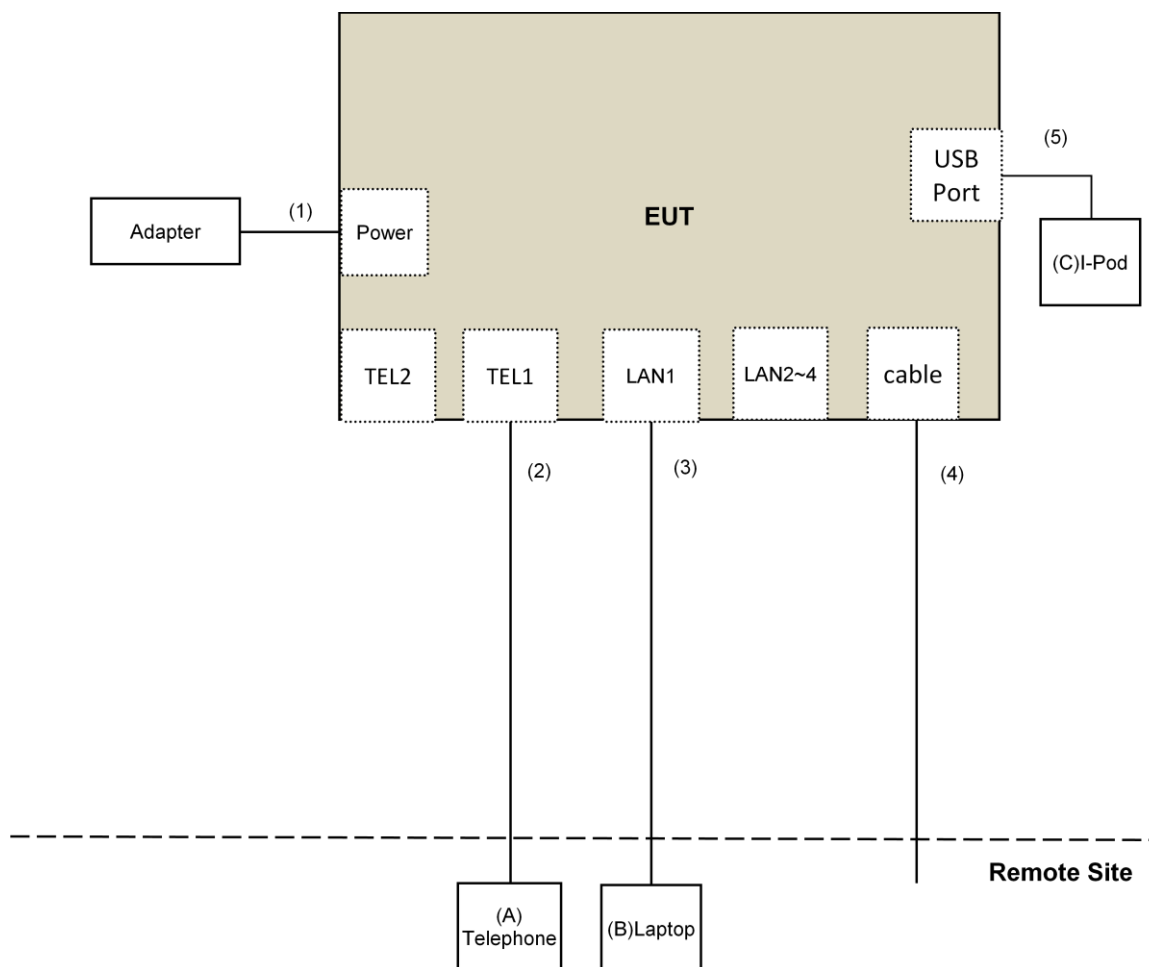 USB
Port
(5)
(1)
EUT
Adapter
Power
(C)I-Pod
TEL2
TEL1
LAN1
LAN2~4
cable
(2)
(3)
(4)
Remote Site
(A)
Telephone
(B)Laptop